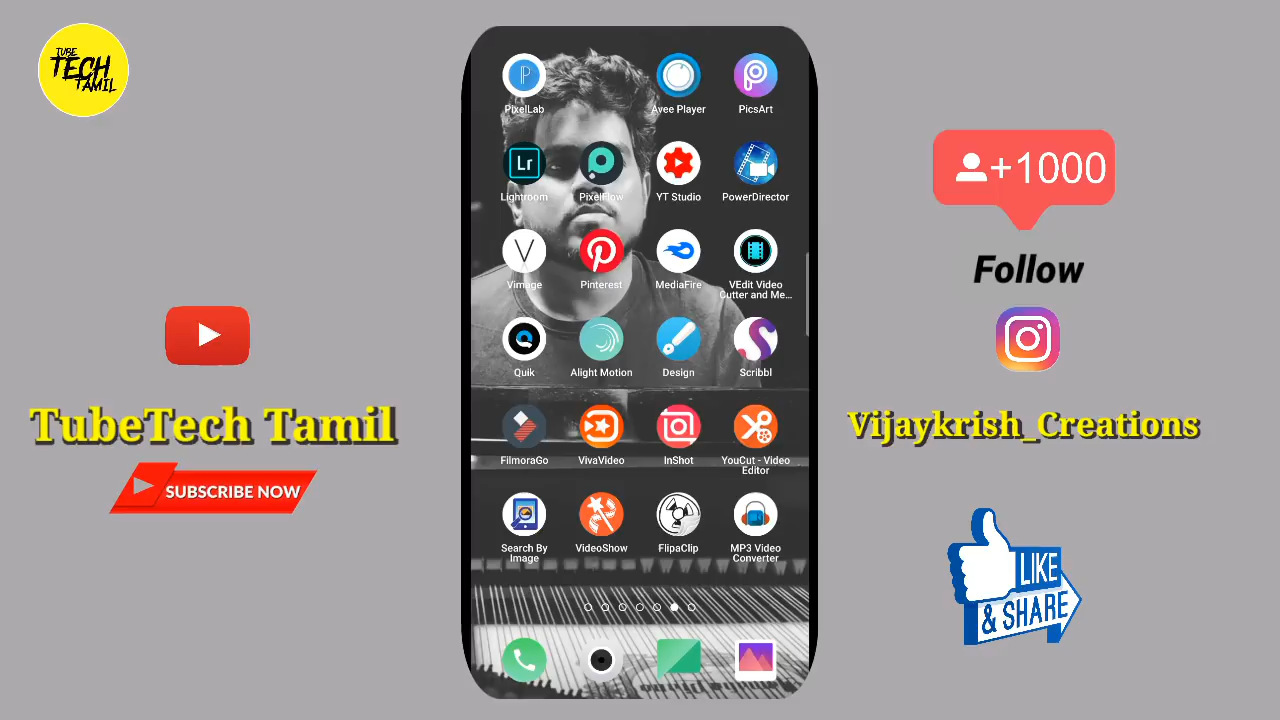 TUBE
TECH
TAMIL
PixelLab
Avee Player
PicsArt
Lr
Lightroom
PixelFlow
YT Studio
PowerDirector
V
Vimage
Pinterest
MediaFire
VEdit Video
Cutter and Me...
Quik
Alight Motion
Design
Scribbl
FilmoraGo
VivaVideo
InShot
YouCut - Video
Editor
Search By
Image
VideoShow
FlipaClip
MP3 Video
Converter
TubeTech Tamil
SUBSCRIBE NOW
+1000
Follow
Vijaykrish_Creations
LIKE
& SHARE